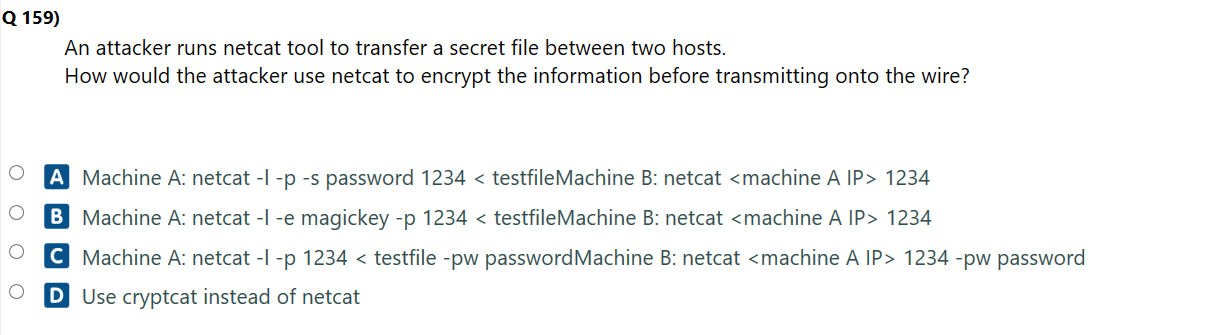 Q 159)
An attacker runs netcat tool to transfer a secret file between two hosts.
How would the attacker use netcat to encrypt the information before transmitting onto the wire?
A Machine A: netcat -l -p -s password 1234 < testfileMachine B: netcat <machine A IP> 1234
B Machine A: netcat -l -e magickey -p 1234 < testfileMachine B: netcat <machine A IP> 1234
C Machine A: netcat -l -p 1234 < testfile -pw passwordMachine B: netcat <machine A IP> 1234 -pw password
D Use cryptcat instead of netcat